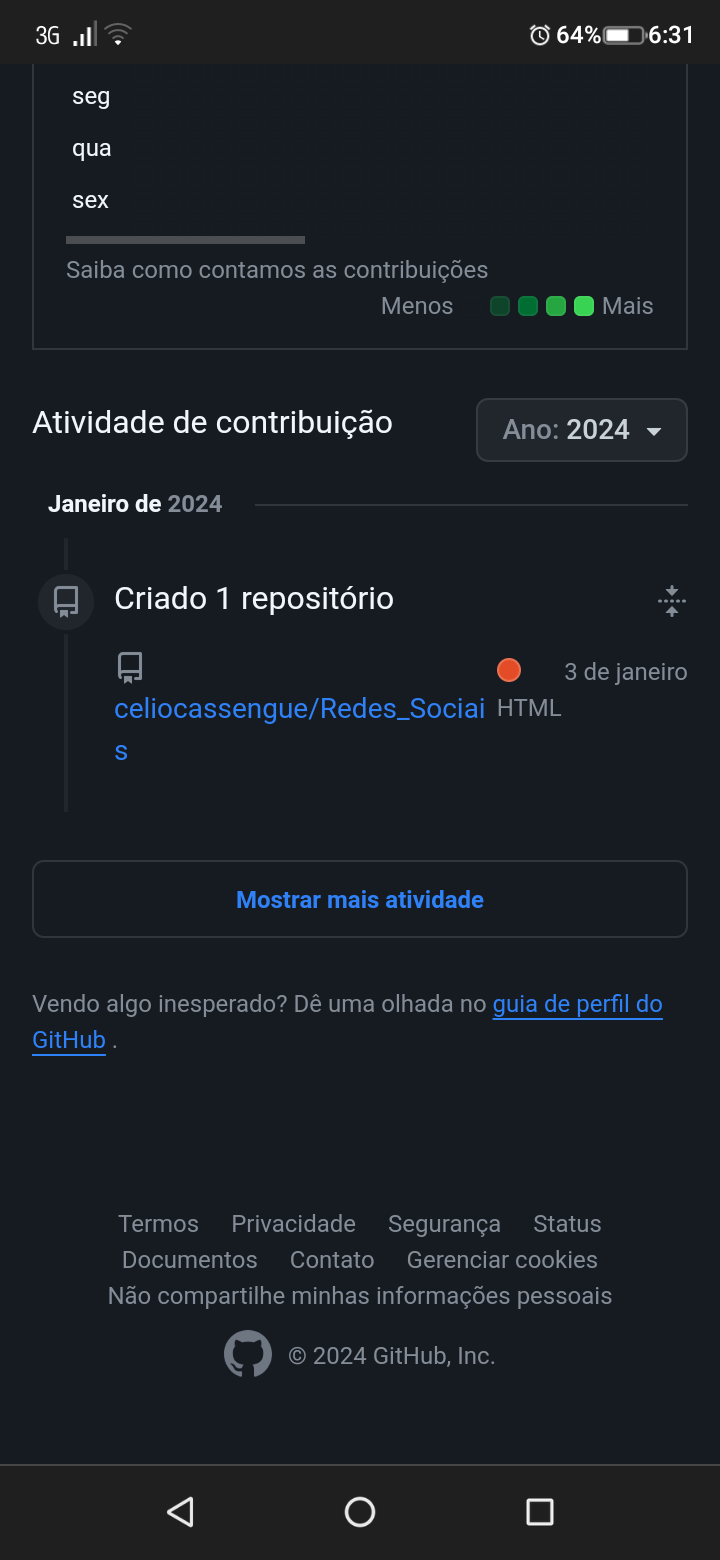 3G 64% 6:31
seg
qua
sex
Saiba como contamos as contribuições
Menos Mais
Atividade de contribuição
Ano: 2024
Janeiro de 2024
Criado 1 repositório
3 de janeiro
celiocassengue/Redes_Sociai HTML
s
Mostrar mais atividade
Vendo algo inesperado? Dê uma olhada no guia de perfil do
GitHub .
Termos Privacidade Segurança Status
Documentos Contato Gerenciar cookies
Não compartilhe minhas informações pessoais
© 2024 GitHub, Inc.